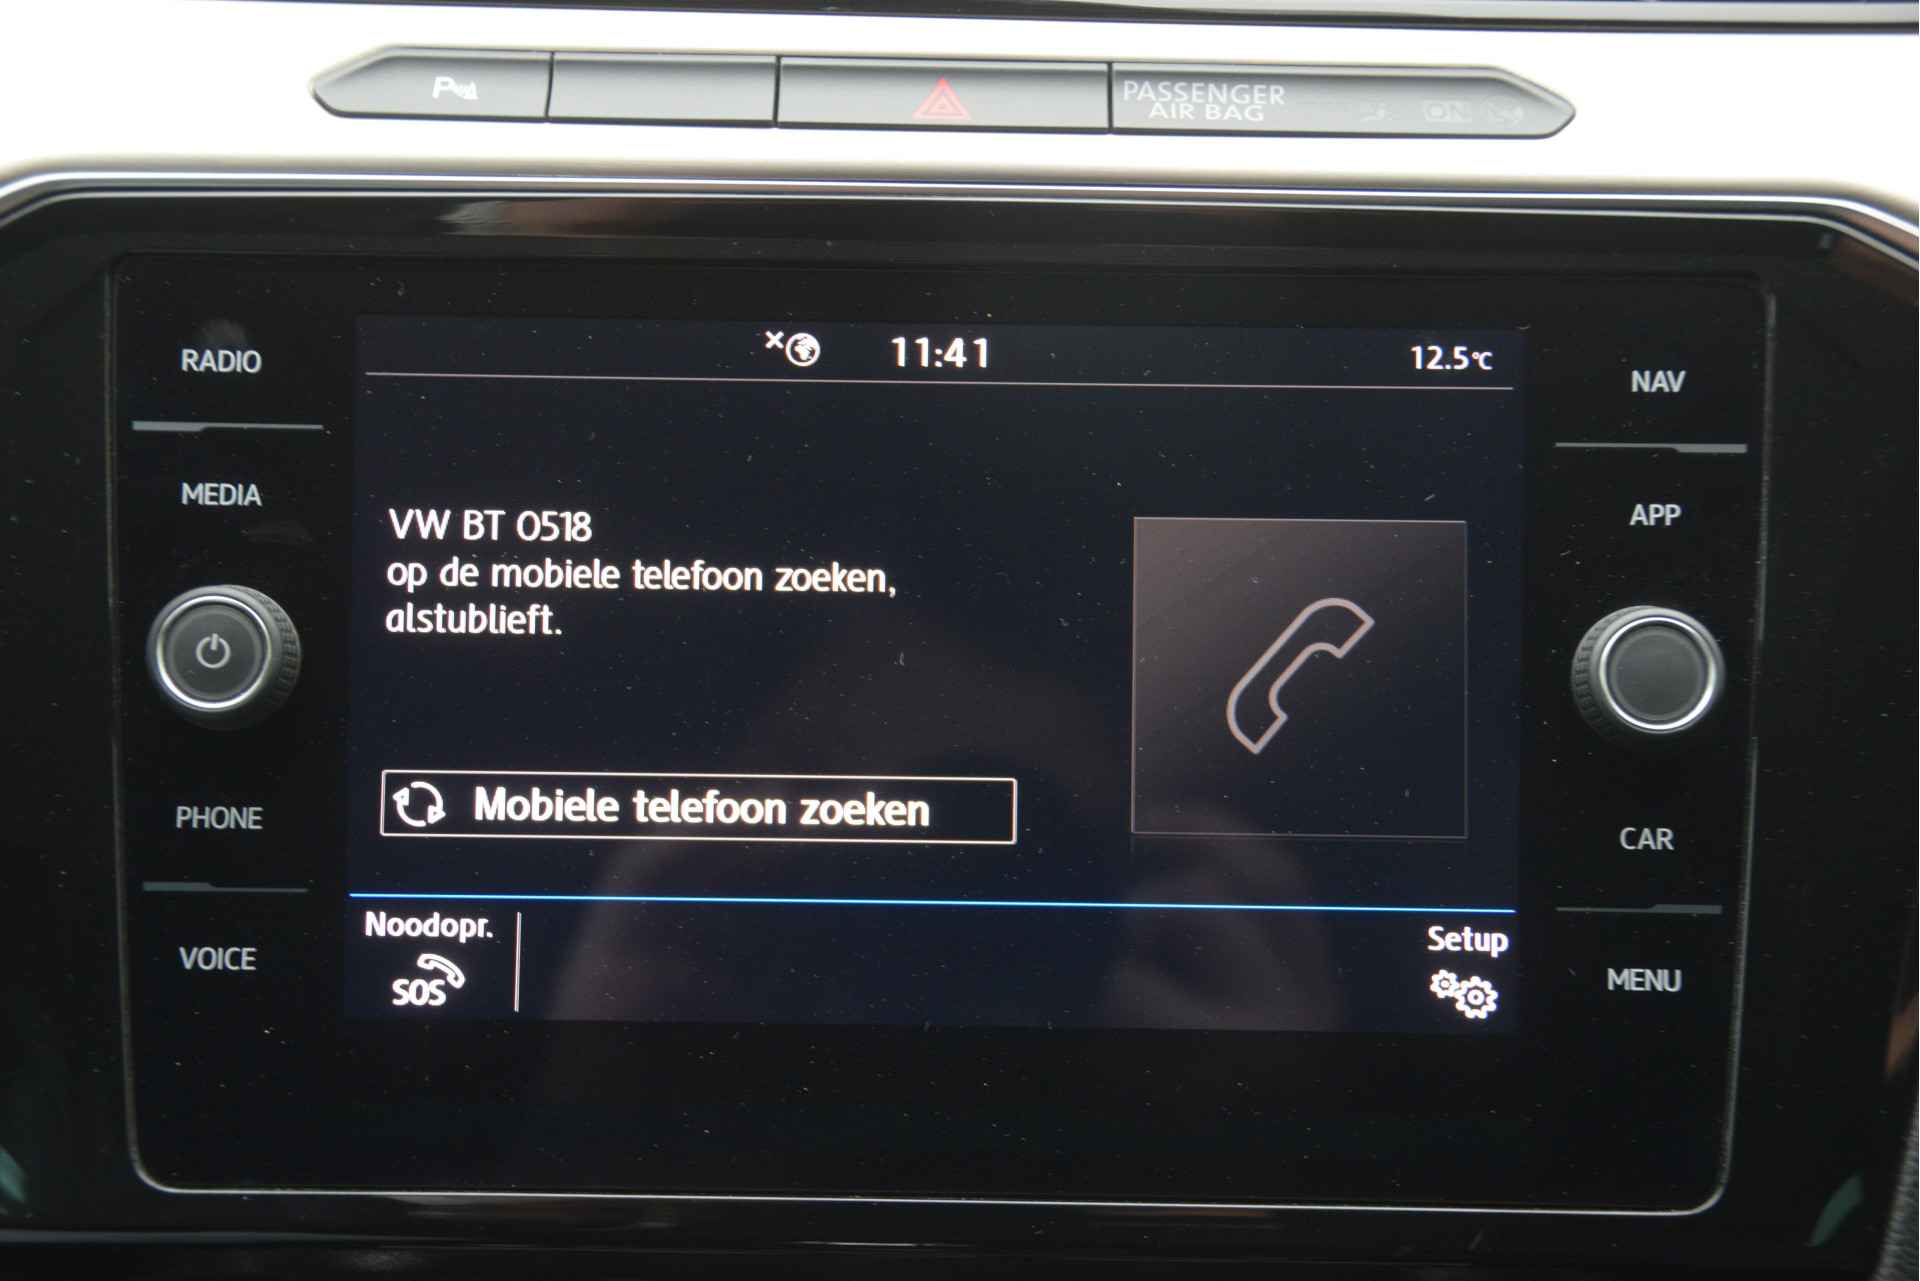 P
PASSENGER
AIR BAG
ON
RADIO
MEDIA
PHONE
VOICE
11:41
12.5°C
VW BT 0518
op de mobiele telefoon zoeken,
alstublieft.
Mobiele telefoon zoeken
Noodopr.
SOS
Setup
NAV
APP
CAR
MENU